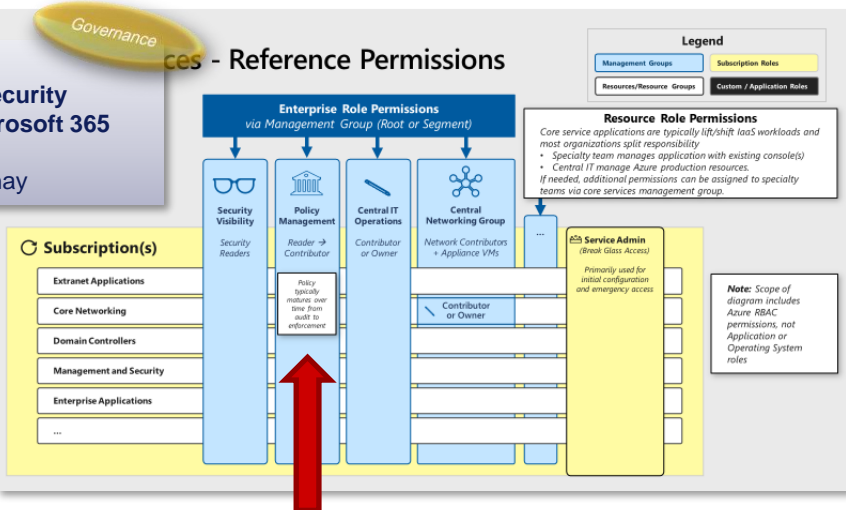 Governance
ces - Reference Permissions
ecurity
rosoft 365
nay
Legend
Management Groups
Subscription Roles
Resources/Resource Groups
Custom / Application Roles
Enterprise Role Permissions
via Management Group (Root or Segment)
Resource Role Permissions
Core service applications are typically lift/shift IaaS workloads and
most organizations split responsibility
• Specialty team manages application with existing console(s)
• Central IT manage Azure production resources.
If needed, additional permissions can be assigned to specialty
teams via core services management group.
Security
Visibility
Security
Readers
Policy
Management
Reader →
Contributor
Policy
typically
matures over
time from
audit to
enforcement
Central IT
Operations
Contributor
or Owner
Central
Networking Group
Network Contributors
+ Appliance VMs
Contributor
or Owner
...
Service Admin
(Break Glass Access)
Primarily used for
initial configuration
and emergency access
Subscription(s)
Extranet Applications
Core Networking
Domain Controllers
Management and Security
Enterprise Applications
...
Note: Scope of
diagram includes
Azure RBAC
permissions, not
Application or
Operating System
roles